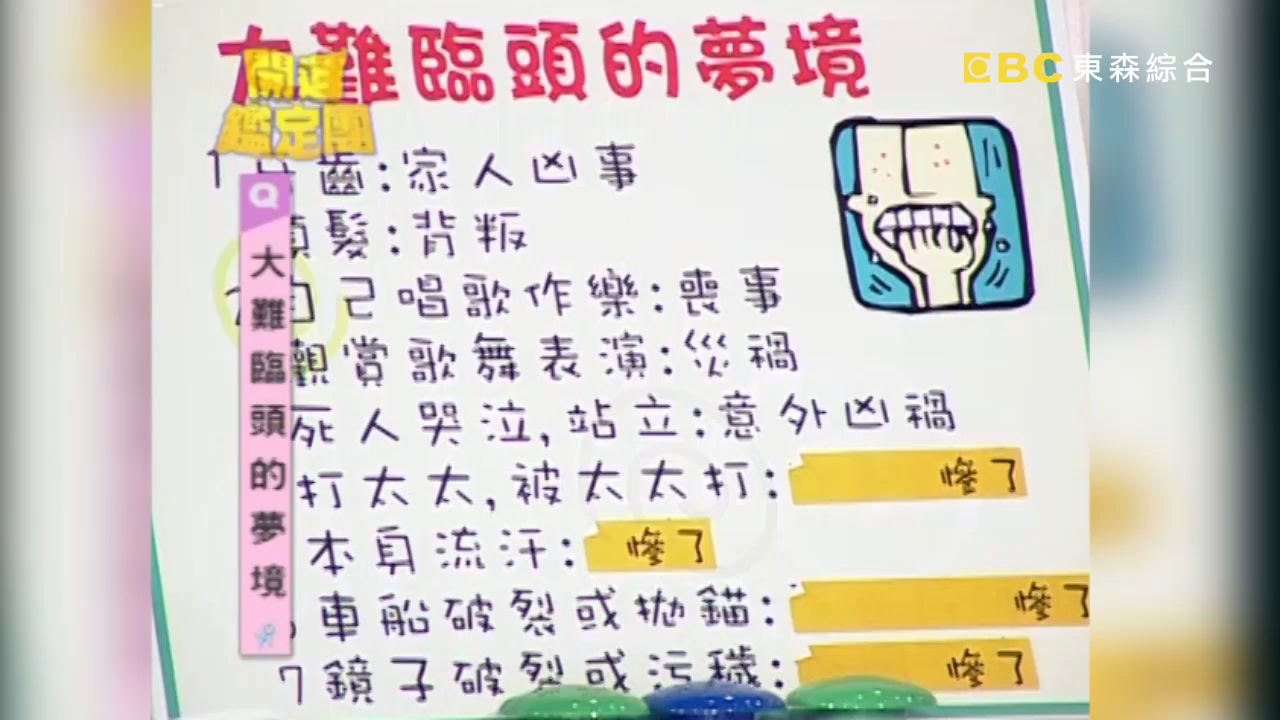 大難臨頭的夢境
EBC 東森綜合
開運
鑑定團
1 齒:家人凶事
頭髮:背叛
2 自己唱歌作樂:喪事
觀賞歌舞表演:災禍
死人哭泣,站立:意外凶禍
打太太,被太太打: 慘了
本身流汗: 慘了
車船破裂或拋錨: 慘了
7 鏡子破裂或污穢: 慘了
Q
大難臨頭的夢境